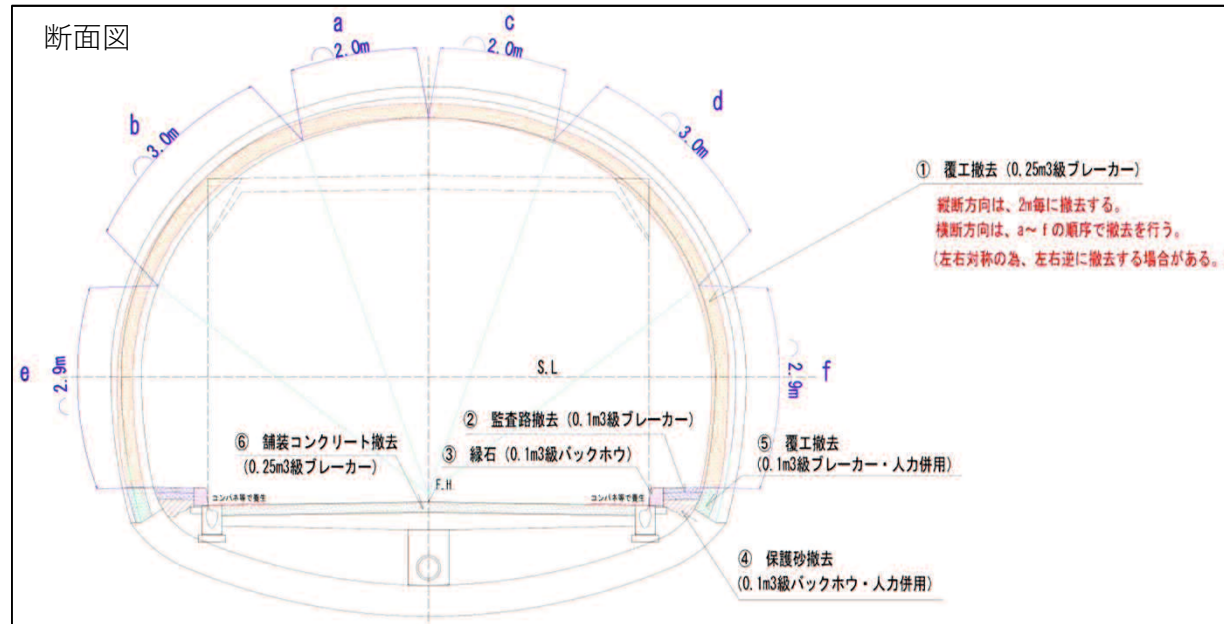 断面図
a
2.0m
c
2.0m
b
3.0m
d
3.0m
① 覆工撤去 (0.25m3級ブレーカー)
縦断方向は、2m毎に撤去する。
横断方向は、a~fの順序で撤去を行う。
(左右対称の為、左右逆に撤去する場合がある。
e
2.9m
S.L
2.9m
f
② 監査路撤去 (0.1m3級ブレーカー)
⑥ 舗装コンクリート撤去
(0.25m3級ブレーカー)
③ 縁石 (0.1m3級バックホウ)
⑤ 覆工撤去
(0.1m3級ブレーカー・人力併用)
F.H.
コンパネ等で養生
コンパネ等で養生
④ 保護砂撤去
(0.1m3級バックホウ・人力併用)